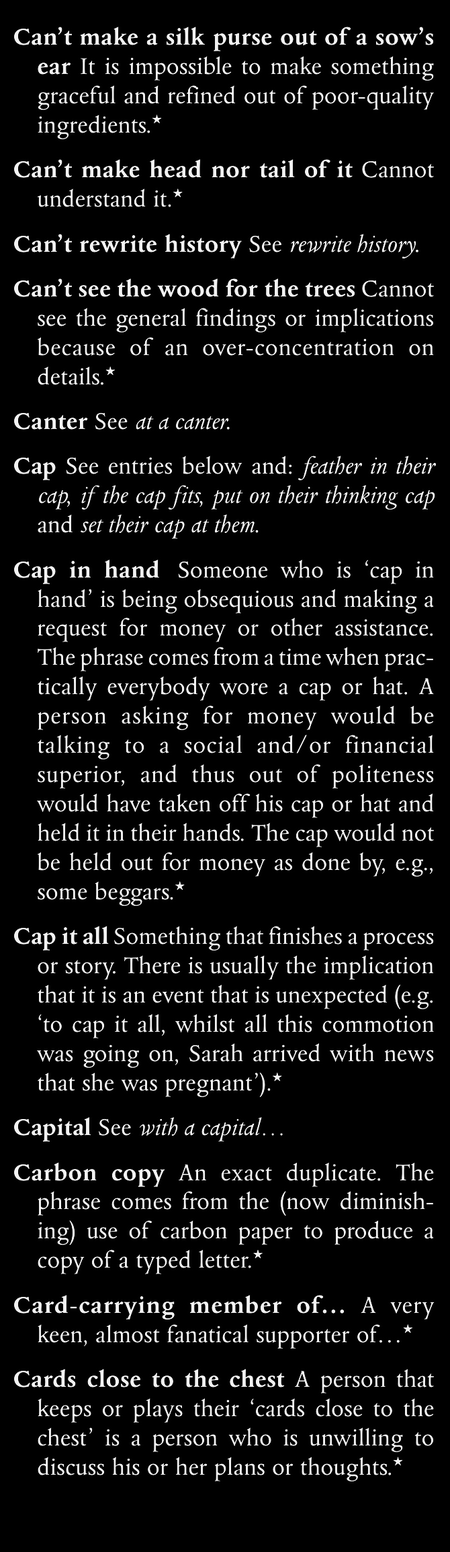 Can’t make a silk purse out of a sow’s
ear It is impossible to make something
graceful and refined out of poor-quality
ingredients.★
Can’t make head nor tail of it Cannot
understand it.★
Can’t rewrite history See rewrite history.
Can’t see the wood for the trees Cannot
see the general findings or implications
because of an over-concentration on
details.★
Canter See at a canter.
Cap See entries below and: feather in their
cap, if the cap fits, put on their thinking cap
and set their cap at them.
Cap in hand Someone who is ‘cap in
hand’ is being obsequious and making a
request for money or other assistance.
The phrase comes from a time when prac-
tically everybody wore a cap or hat. A
person asking for money would be
talking to a social and/or financial
superior, and thus out of politeness
would have taken off his cap or hat and
held it in their hands. The cap would not
be held out for money as done by, e.g.,
some beggars.★
Cap it all Something that finishes a process
or story. There is usually the implication
that it is an event that is unexpected (e.g.
‘to cap it all, whilst all this commotion
was going on, Sarah arrived with news
that she was pregnant’).★
Capital See with a capital…
Carbon copy An exact duplicate. The
phrase comes from the (now diminish-
ing) use of carbon paper to produce a
copy of a typed letter.★
Card-carrying member of… A very
keen, almost fanatical supporter of…★
Cards close to the chest A person that
keeps or plays their ‘cards close to the
chest’ is a person who is unwilling to
discuss his or her plans or thoughts.★